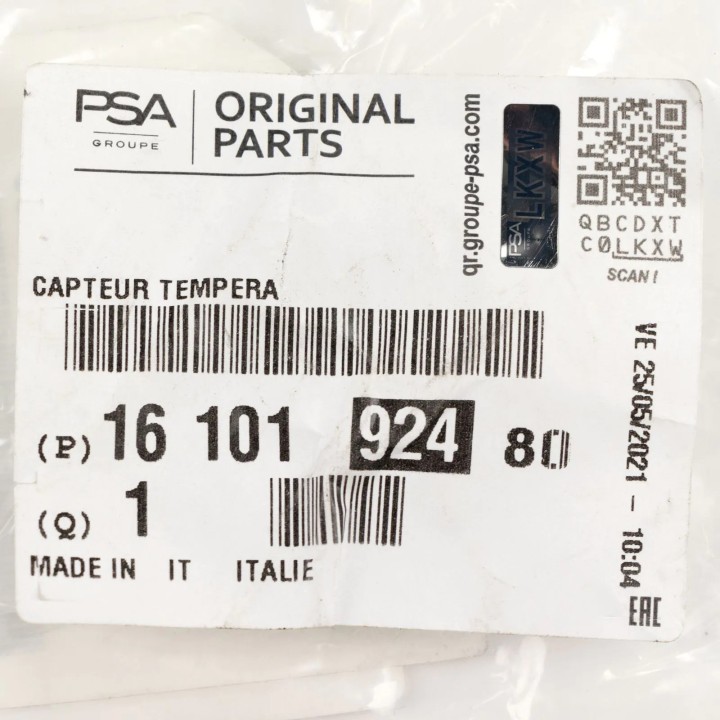 PSA
GROUPE
ORIGINAL
PARTS
qr.groupe-psa.com
PSA LKXW
QBCDXT
C0LKXW
SCAN!
CAPTEUR TEMPERA
(P) 16 101 924 80
(Q) 1
MADE IN IT ITALIE
VE 25/05/2021 - 10:04
EAC